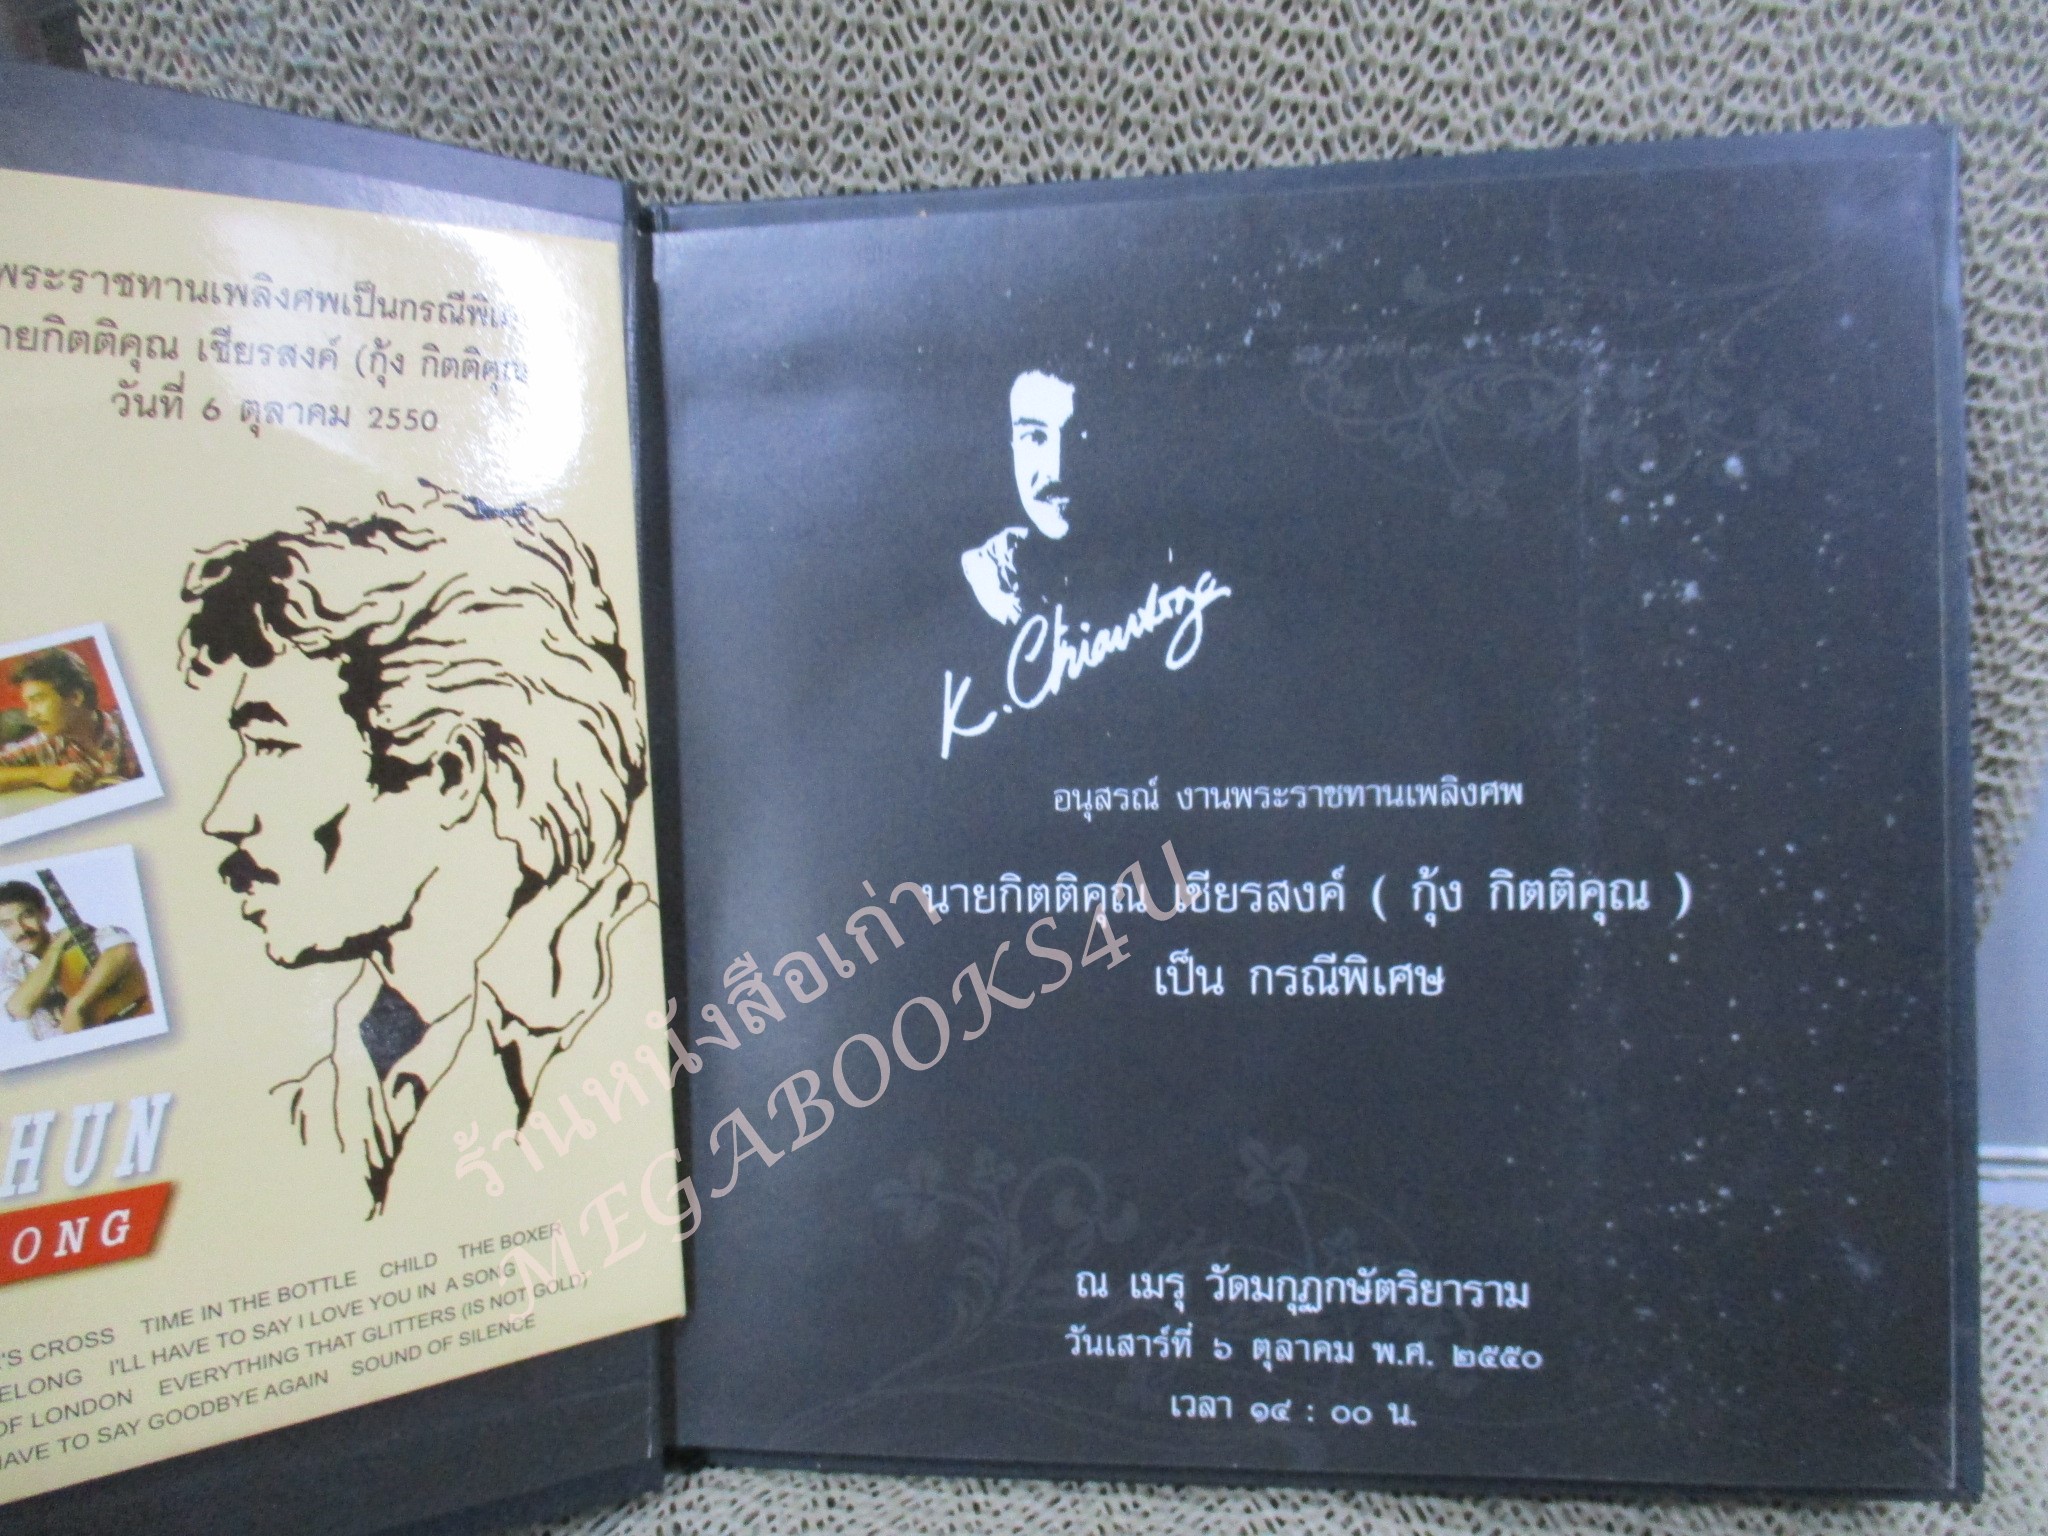 พระราชทานเพลิงศพเป็นกรณีพิเ
ายกิตติคุณ เชียรสงค์ (กุ้ง กิตติคุณ
วันที่ 6 ตุลาคม 2550
HUN
ONG
'S CROSS TIME IN THE BOTTLE CHILD THE BOXER
ELONG I'LL HAVE TO SAY I LOVE YOU IN A SONG
OF LONDON EVERYTHING THAT GLITTERS (IS NOT GOLD)
HAVE TO SAY GOODBYE AGAIN SOUND OF SILENCE
K. Chiansong
อนุสรณ์ งานพระราชทานเพลิงศพ
นายกิตติคุณ เชียรสงค์ ( กุ้ง กิตติคุณ )
เป็น กรณีพิเศษ
ณ เมรุ วัดมกุฏกษัตริยาราม
วันเสาร์ที่ ๖ ตุลาคม พ.ศ. ๒๕๕๐
เวลา ๑๔ : ๐๐ น.
ร้านหนังสือเก่า
MEGABOOKS4U